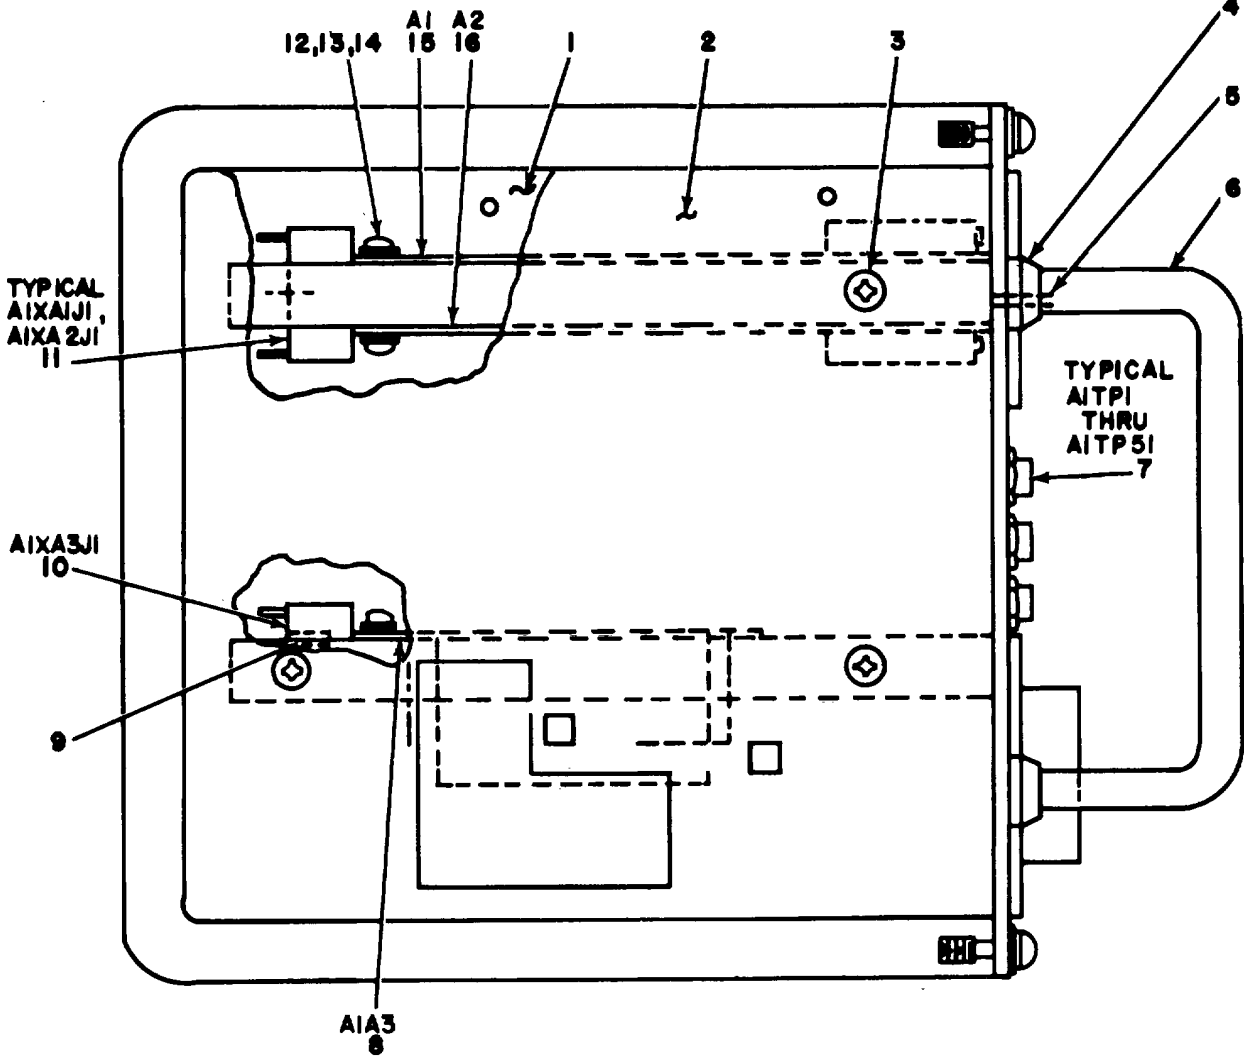 4
A1 A2
12,13,14 15 16 1 2 3
5
6
TYPICAL
A1XA1J1,
A1XA2J1
11
TYPICAL
A1TP1
THRU
A1TP51
7
A1XA3J1
10
9
A1A3
8